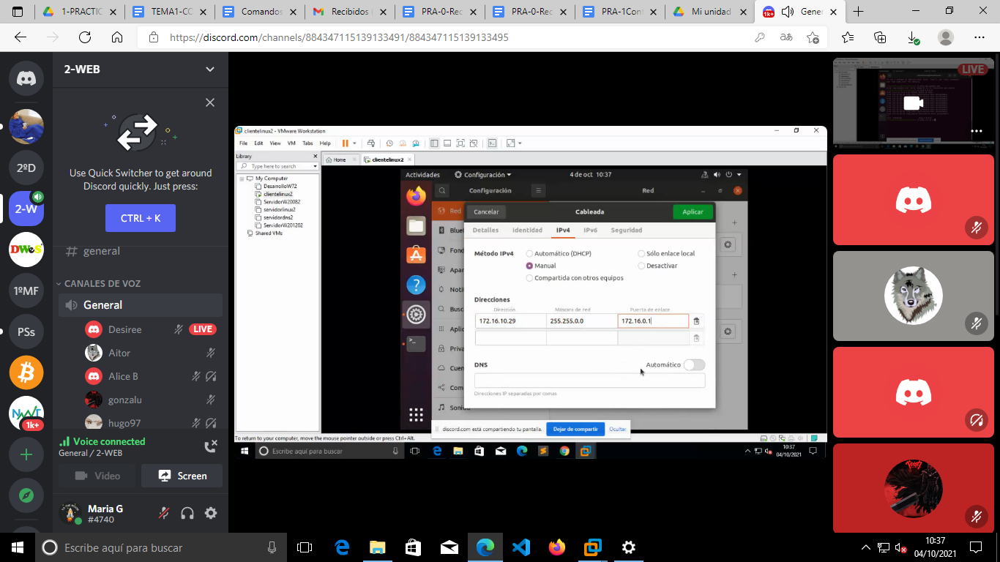 1-PRACTIC
TEMA1-CC
Comandos
Recibidos
PRA-0-Rec
PRA-0-Rec
PRA-1Conf
Mi unidad
1k+
Gener
https://discord.com/channels/884347115139133491/884347115139133495
aあ
2-WEB
Use Quick Switcher to get around
Discord quickly. Just press:
CTRL + K
2ºD
2-W
DWeS
1ºMF
PSs
NWT
1k+
general
CANALES DE VOZ
General
Desiree
LIVE
Aitor
Alice B
gonzalu
hugo97
Voice connected
General / 2-WEB
Video
Screen
Maria G
#4740
clientelinux2 - VMware Workstation
File Edit View VM Tabs Help
Library
Type here to search
My Computer
DesarrolloW72
clientelinux2
ServidorW20082
servidorlinux2
servidordns2
ServidorW201202
Shared VMs
Home
clientelinux2
Actividades
Configuración
4 de oct 10:37
Configuración
Red
Red
Cancelar
Cableada
Aplicar
Detalles Identidad IPv4 IPv6 Seguridad
Método IPv4
Automático (DHCP)
Sólo enlace local
Manual
Desactivar
Compartida con otros equipos
Direcciones
Dirección
Máscara de red
Puerta de enlace
172.16.10.29
255.255.0.0
172.16.0.1
DNS
Automático
Direcciones IP separadas por comas
Bluet
Fond
Apar
Noti
Busc
Aplic
Priva
Cuen
Com
Sonid
discord.com está compartiendo tu pantalla.
Dejar de compartir
Ocultar
To return to your computer, move the mouse pointer outside or press Ctrl+Alt.
Escribe aquí para buscar
10:37
04/10/2021
LIVE
Escribe aquí para buscar
10:37
04/10/2021